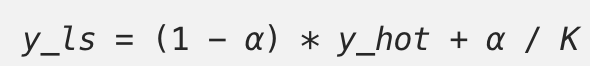 y_ls = (1 − α) * y_hot + α / K